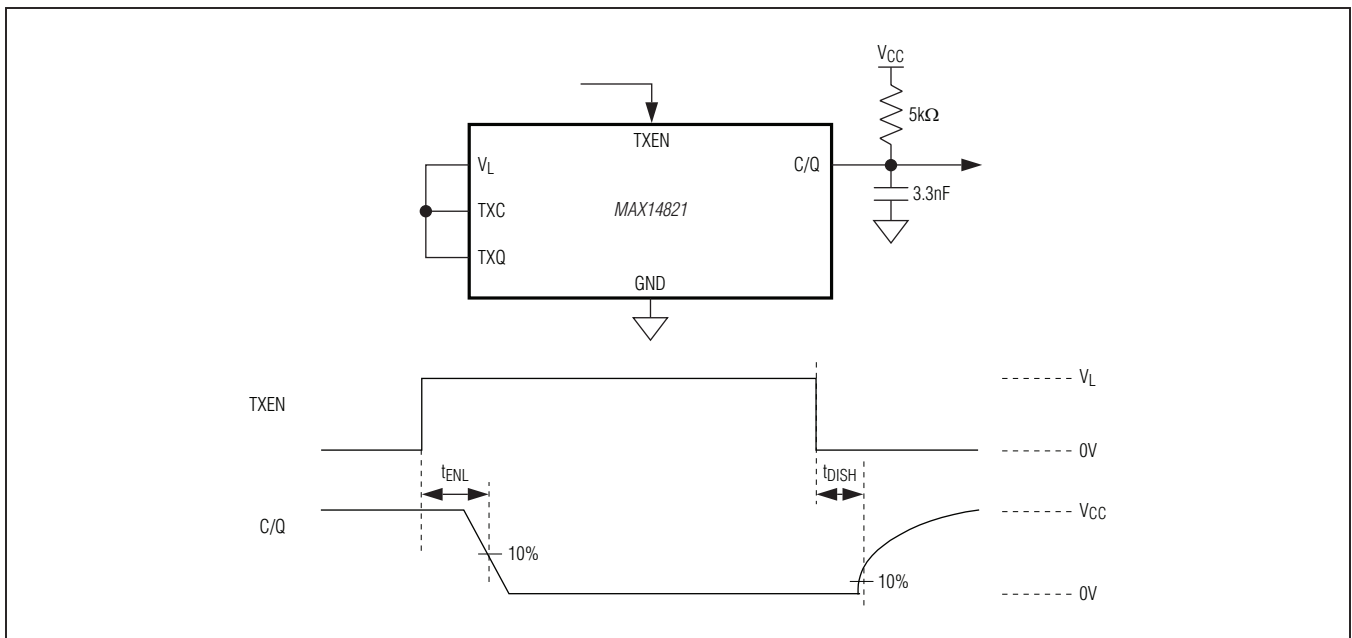 VCC
5kΩ
TXEN
VL
C/Q
3.3nF
TXC
MAX14821
TXQ
GND
VL
TXEN
0V
tENL
tDISH
VCC
C/Q
10%
10%
0V